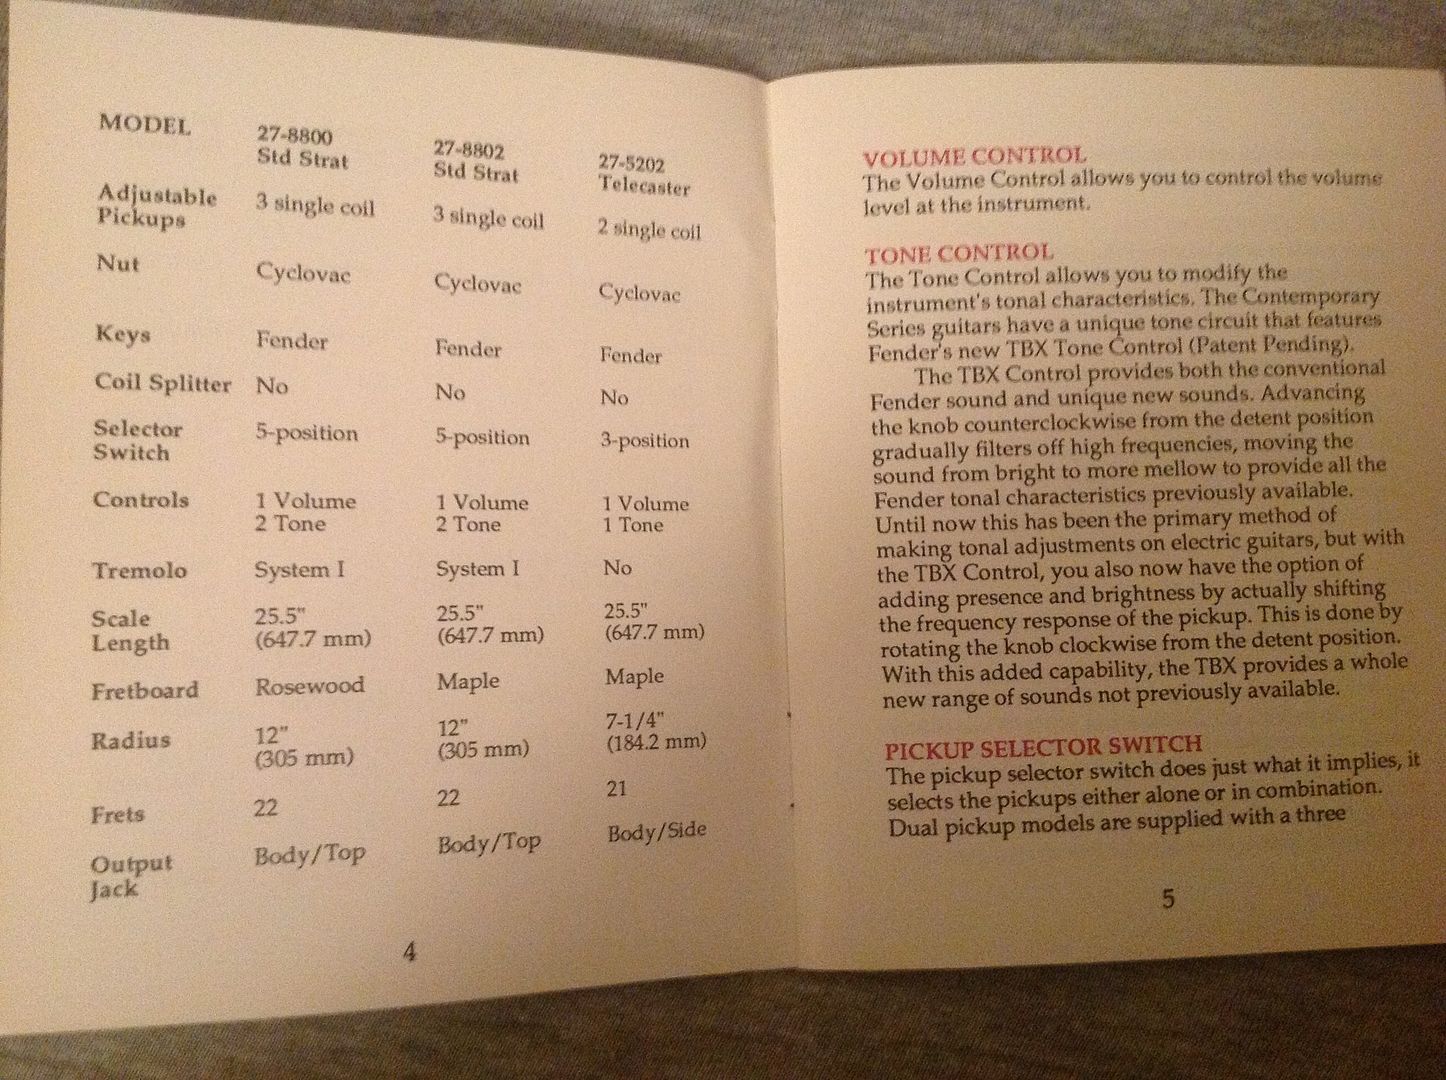 MODEL 27-8800 27-8802 27-5202
Std Strat Std Strat Telecaster
Adjustable 3 single coil 3 single coil 2 single coil
Pickups
Nut Cyclovac Cyclovac Cyclovac
Keys Fender Fender Fender
Coil Splitter No No No
Selector 5-position 5-position 3-position
Switch
Controls 1 Volume 1 Volume 1 Volume
2 Tone 2 Tone 1 Tone
Tremolo System I System I No
Scale 25.5" 25.5" 25.5"
Length (647.7 mm) (647.7 mm) (647.7 mm)
Fretboard Rosewood Maple Maple
Radius 12" 12" 7-1/4"
(305 mm) (305 mm) (184.2 mm)
Frets 22 22 21
Output Body/Top Body/Top Body/Side
Jack
4
VOLUME CONTROL
The Volume Control allows you to control the volume
level at the instrument.
TONE CONTROL
The Tone Control allows you to modify the
instrument's tonal characteristics. The Contemporary
Series guitars have a unique tone circuit that features
Fender's new TBX Tone Control (Patent Pending).
The TBX Control provides both the conventional
Fender sound and unique new sounds. Advancing
the knob counterclockwise from the detent position
gradually filters off high frequencies, moving the
sound from bright to more mellow to provide all the
Fender tonal characteristics previously available.
Until now this has been the primary method of
making tonal adjustments on electric guitars, but with
the TBX Control, you also now have the option of
adding presence and brightness by actually shifting
the frequency response of the pickup. This is done by
rotating the knob clockwise from the detent position.
With this added capability, the TBX provides a whole
new range of sounds not previously available.
PICKUP SELECTOR SWITCH
The pickup selector switch does just what it implies, it
selects the pickups either alone or in combination.
Dual pickup models are supplied with a three
5